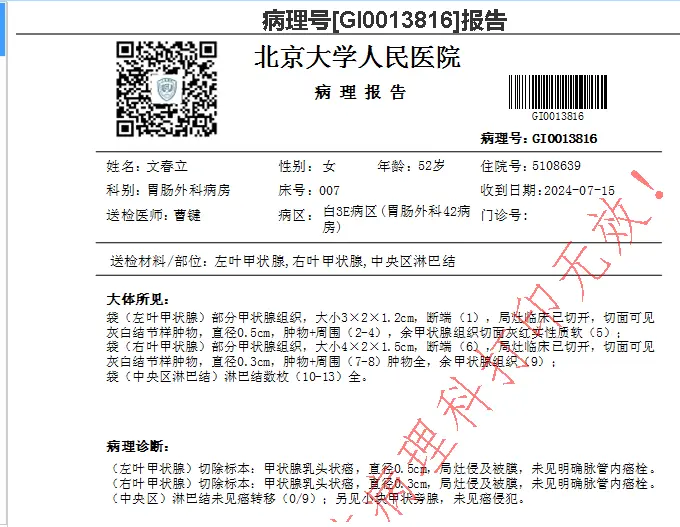 病理号[GI0013816]报告
北京大学人民医院
病 理 报 告
GI0013816
病理号:GI0013816
姓名:文春立 性别: 女 年龄:52岁 住院号:5108639
科别:胃肠外科病房 床号:007 收到日期:2024-07-15
送检医师:曹键 病区: 白3E病区(胃肠外科42病房) 门诊号:
送检材料/部位: 左叶甲状腺,右叶甲状腺,中央区淋巴结
大体所见:
袋（左叶甲状腺）部分甲状腺组织，大小3×2×1.2cm，断端（1），局灶临床已切开，切面可见
灰白结节样肿物，直径0.5cm，肿物+周围（2-4），余甲状腺组织切面灰红实性质软（5）；
袋（右叶甲状腺）部分甲状腺组织，大小4×2×1.5cm，断端（6），局灶临床已切开，切面可见
灰白结节样肿物，直径0.3cm，肿物+周围（7-8）肿物全，余甲状腺组织（9）；
袋（中央区淋巴结）淋巴结数枚（10-13）全。
病理诊断:
（左叶甲状腺）切除标本：甲状腺乳头状癌，直径0.5cm，局灶侵及被膜，未见明确脉管内癌栓。
（右叶甲状腺）切除标本：甲状腺乳头状癌，直径0.3cm，局灶侵及被膜，未见明确脉管内癌栓。
（中央区）淋巴结未见癌转移（0/9）；另见小块甲状旁腺，未见癌侵犯。
病理科打印无效！